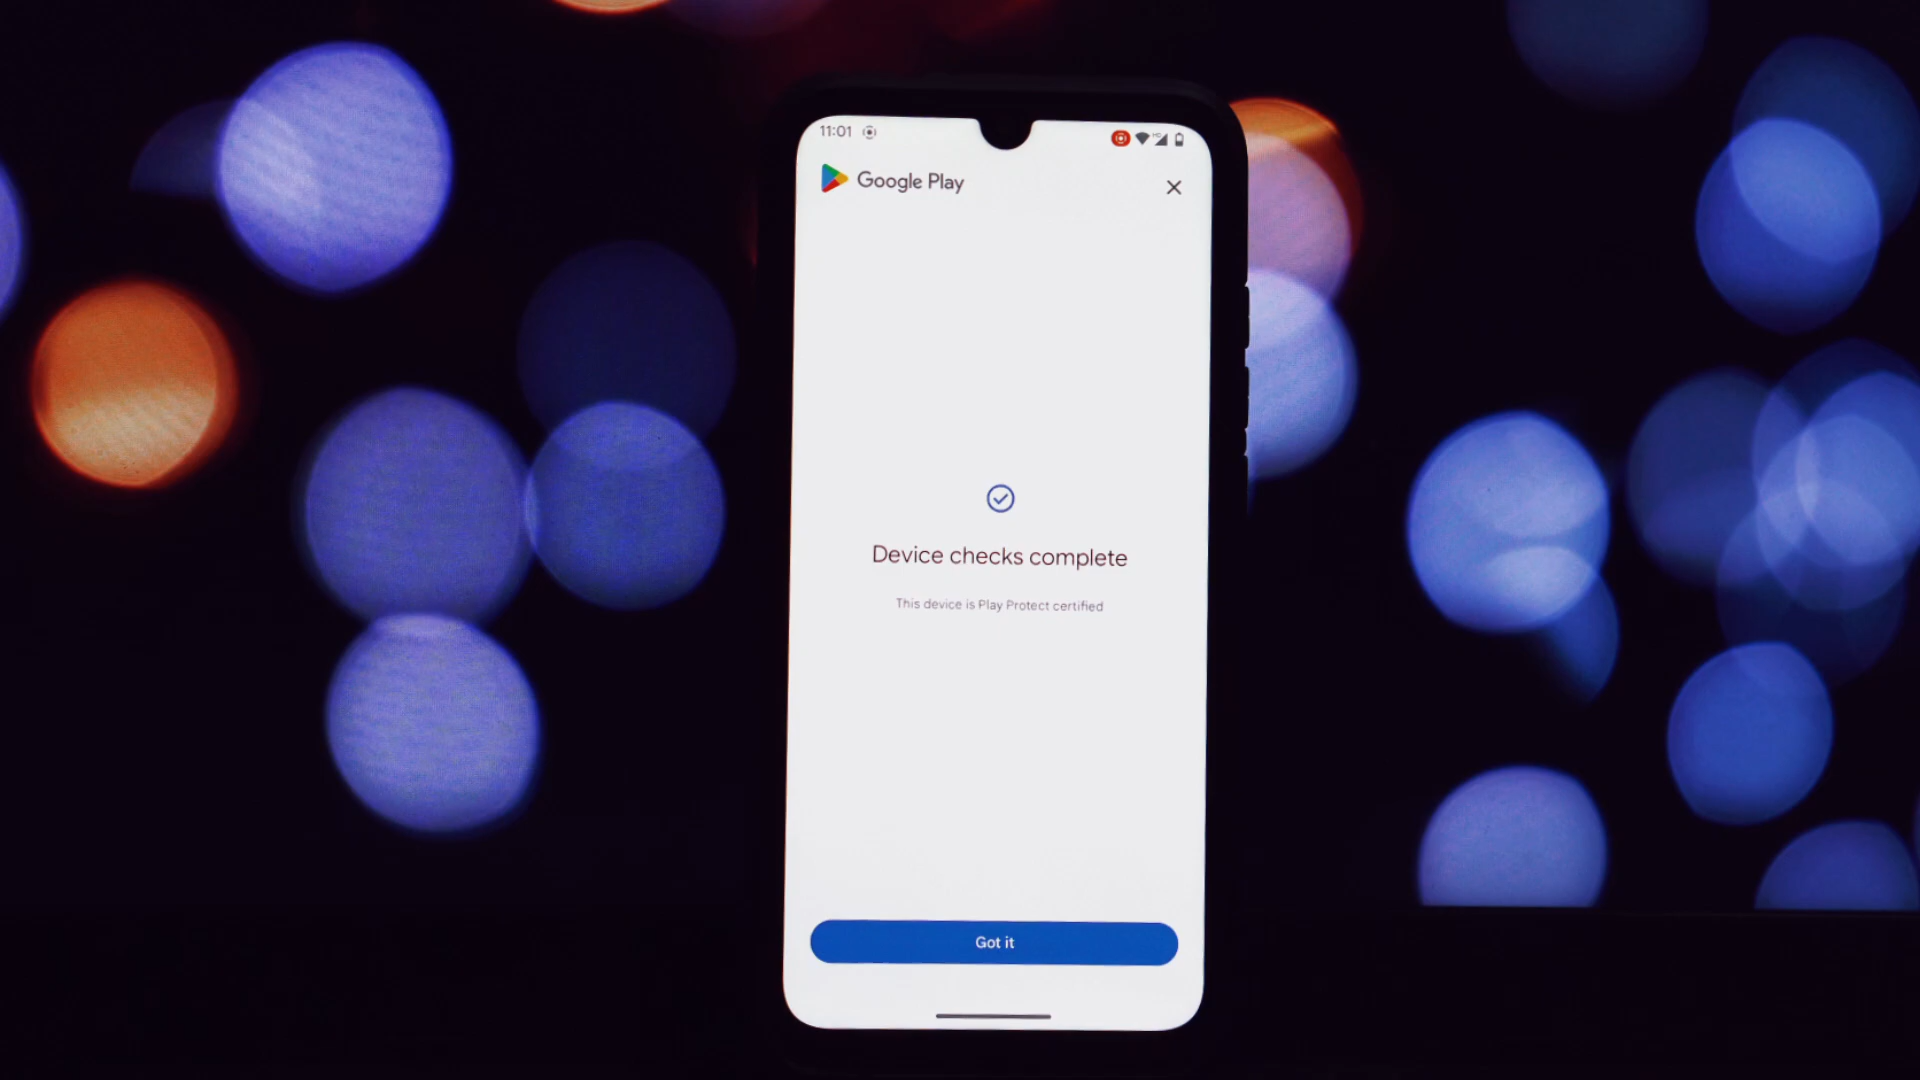 11:01
Google Play
Device checks complete
This device is Play Protect certified
Got it